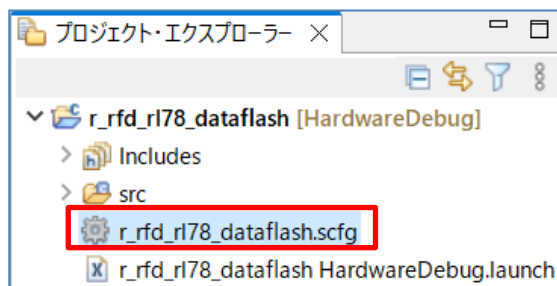 プロジェクト・エクスプローラー
r_rfd_rl78_dataflash [HardwareDebug]
Includes
src
r_rfd_rl78_dataflash.scfg
r_rfd_rl78_dataflash HardwareDebug.launch